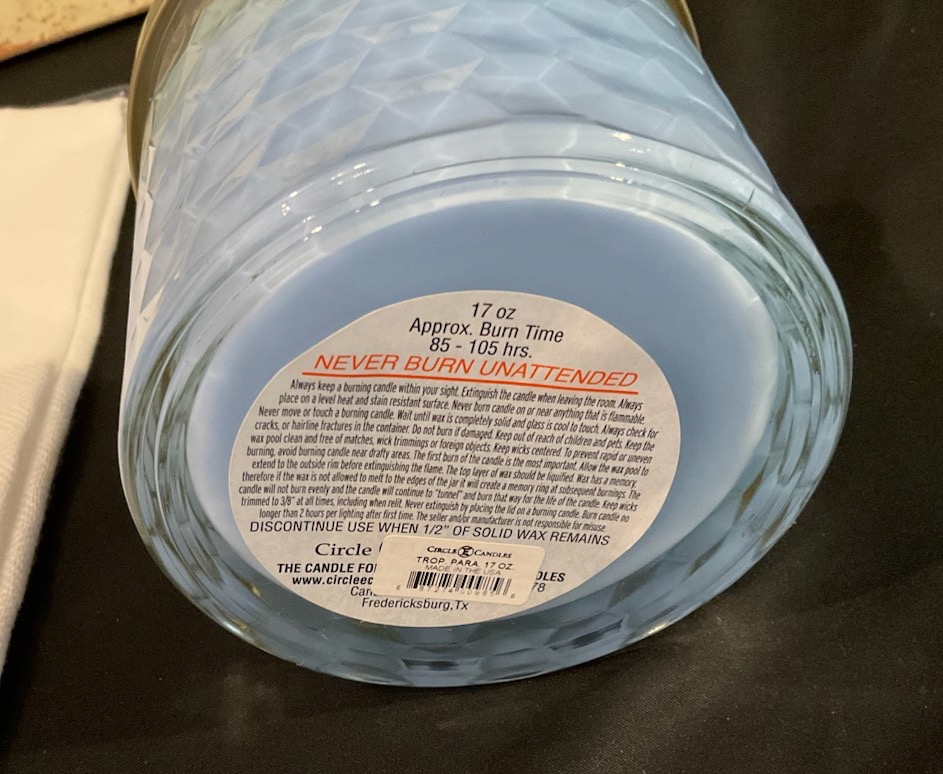 17 oz
Approx. Burn Time
85 - 105 hrs.
NEVER BURN UNATTENDED
Always keep a burning candle within your sight. Extinguish the candle when leaving the room. Always
place on a level heat and stain resistant surface. Never burn candle on or near anything that is flammable.
Never move or touch a burning candle. Wait until wax is completely solid and glass is cool to touch. Always check for
cracks, or hairline fractures in the container. Do not burn if damaged. Keep out of reach of children and pets. Keep the
wax pool clean and free of matches, wick trimmings or foreign objects. Keep wicks centered. To prevent rapid or uneven
burning, avoid burning candle near drafty areas. The first burn of the candle is the most important. Allow the wax pool to
extend to the outside rim before extinguishing the flame. The top layer of wax should be liquified. Wax has a memory,
therefore if the wax is not allowed to melt to the edges of the jar it will create a memory ring at subsequent burnings. The
candle will not burn evenly and the candle will continue to "tunnel" and burn that way for the life of the candle. Keep wicks
trimmed to 3/8" at all times, including when relit. Never extinguish by placing the lid on a burning candle. Burn candle no
longer than 2 hours per lighting after first time. The seller and/or manufacturer is not responsible for misuse.
DISCONTINUE USE WHEN 1/2" OF SOLID WAX REMAINS
Circle
CIRCLE E CANDLES
TROP. PARA. 17 OZ.
MADE IN THE USA
THE CANDLE
www.circleec
78
Fredericksburg,Tx